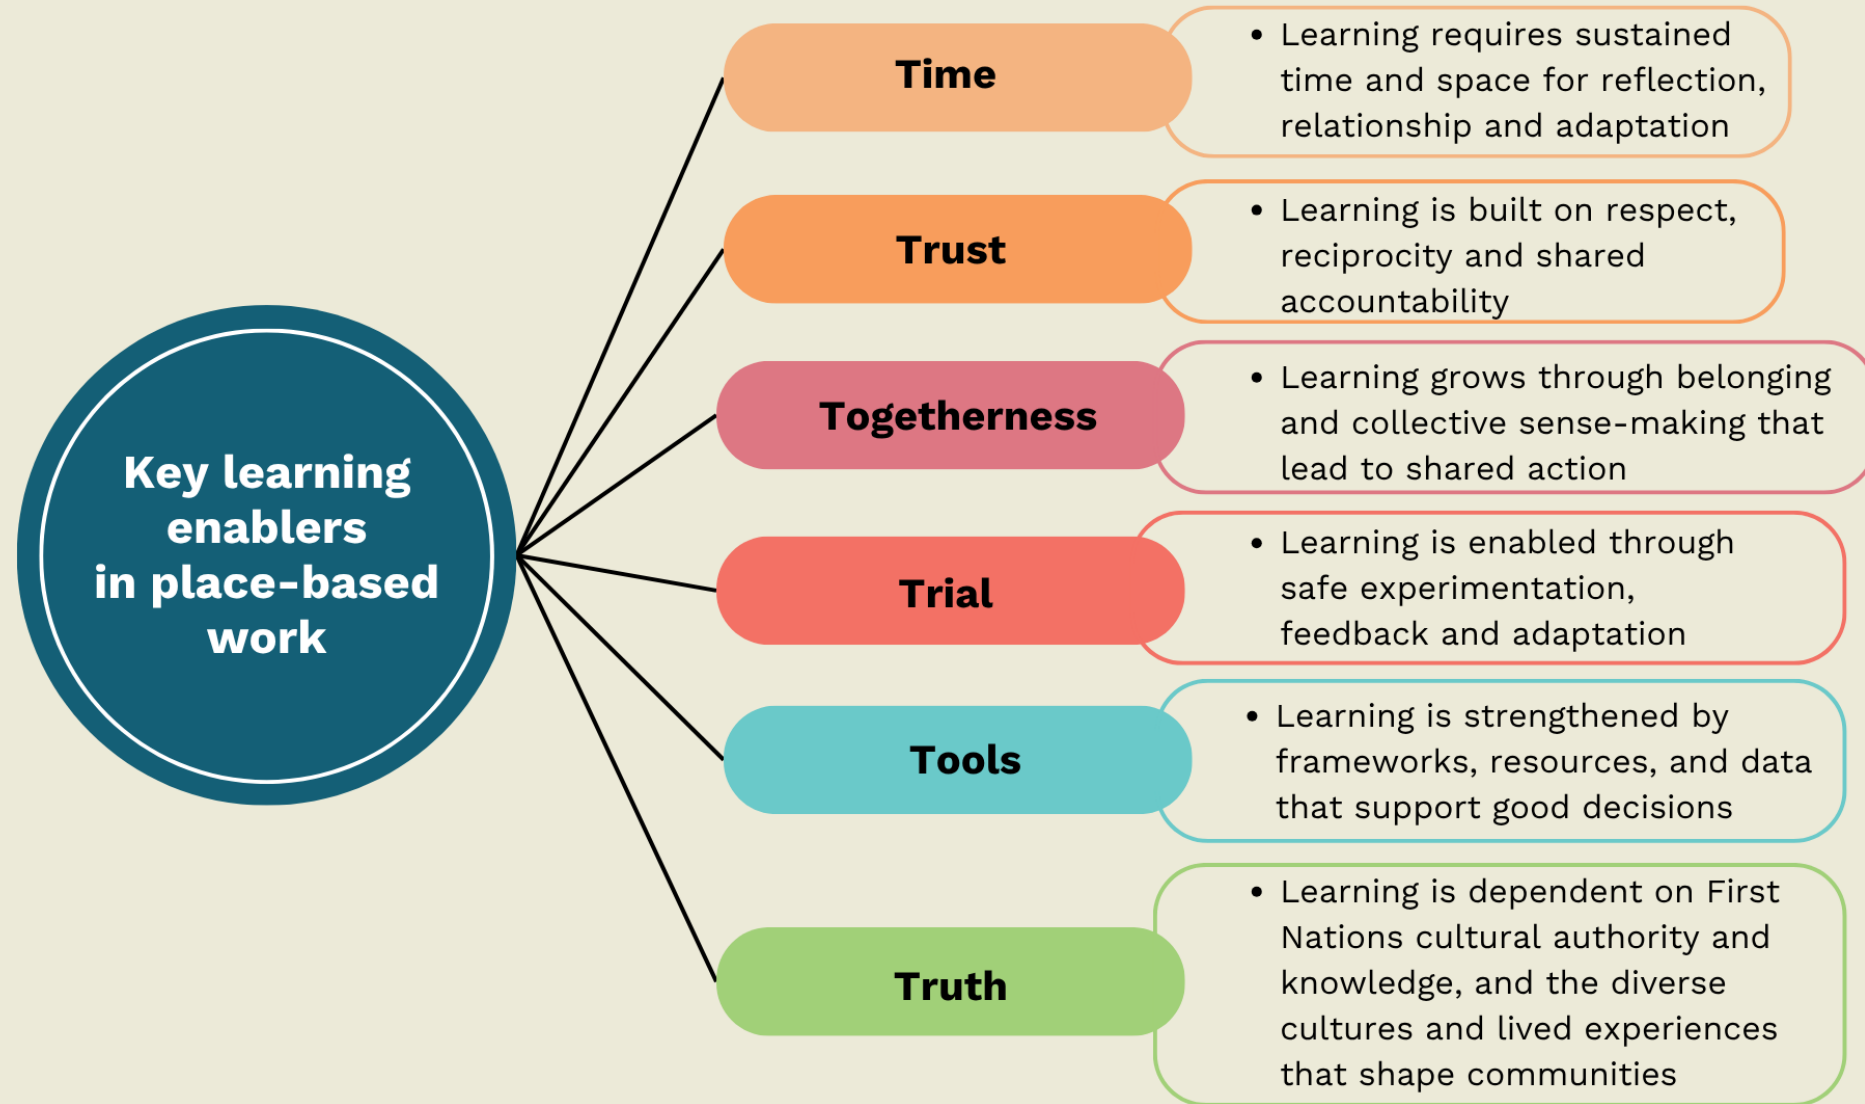 Key learning
enablers
in place-based
work
Time
• Learning requires sustained
time and space for reflection,
relationship and adaptation
Trust
• Learning is built on respect,
reciprocity and shared
accountability
Togetherness
• Learning grows through belonging
and collective sense-making that
lead to shared action
Trial
• Learning is enabled through
safe experimentation,
feedback and adaptation
Tools
• Learning is strengthened by
frameworks, resources, and data
that support good decisions
Truth
• Learning is dependent on First
Nations cultural authority and
knowledge, and the diverse
cultures and lived experiences
that shape communities